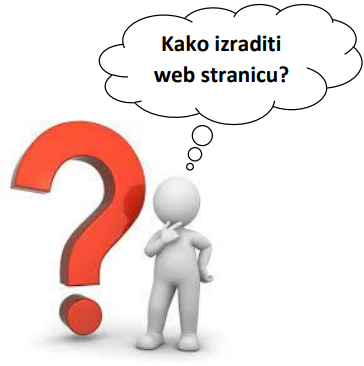 Kako izraditi
web stranicu?